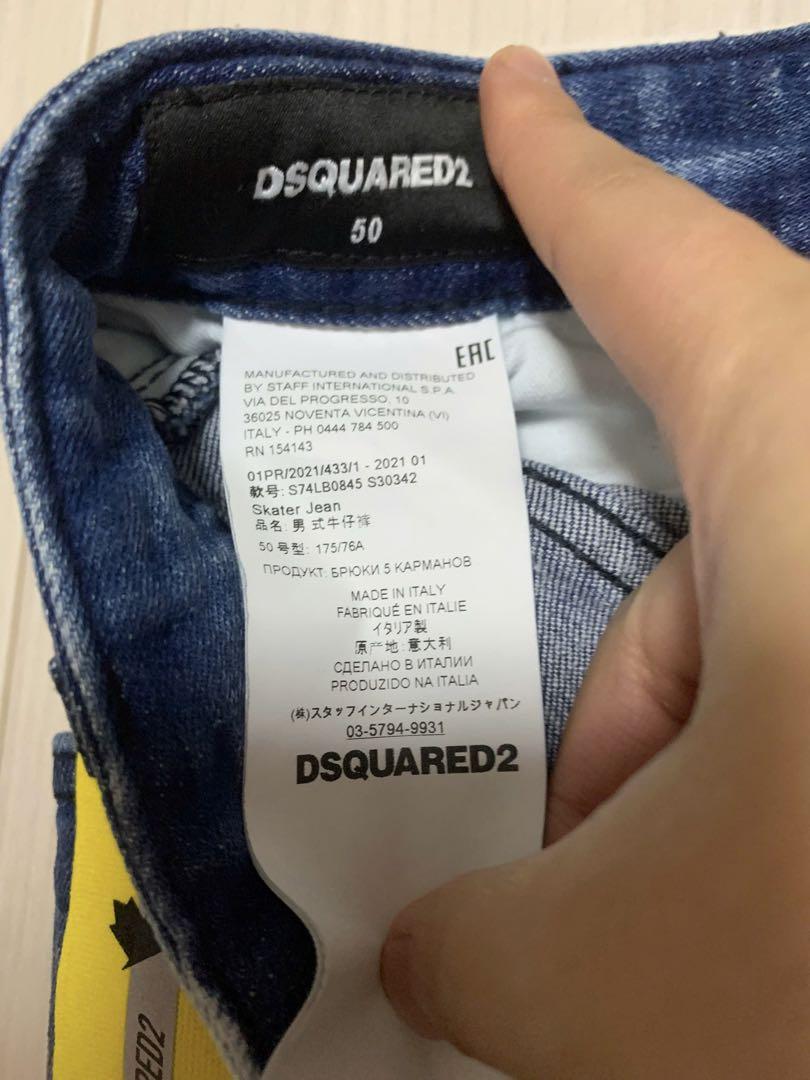 DSQUARED2
50
EAC
MANUFACTURED AND DISTRIBUTED
BY STAFF INTERNATIONAL S.P.A.
VIA DEL PROGRESSO, 10
36025 NOVENTA VICENTINA (VI)
ITALY - PH 0444 784 500
RN 154143
01PR/2021/433/1 - 2021 01
款号: S74LB0845 S30342
Skater Jean
品名: 男 式牛仔裤
50 号型: 175/76A
ПРОДУКТ: БРЮКИ 5 КАРМАНОВ
MADE IN ITALY
FABRIQUÉ EN ITALIE
イタリア製
原产地: 意大利
СДЕЛАНО В ИТАЛИИ
PRODUZIDO NA ITALIA
(株)スタッフインターナショナルジャパン
03-5794-9931
DSQUARED2
RED2